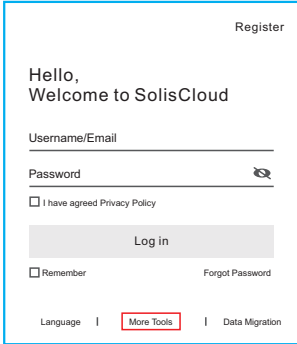 Register
Hello,
Welcome to SolisCloud
Username/Email
Password
I have agreed Privacy Policy
Log in
Remember Forgot Password
Language | More Tools | Data Migration